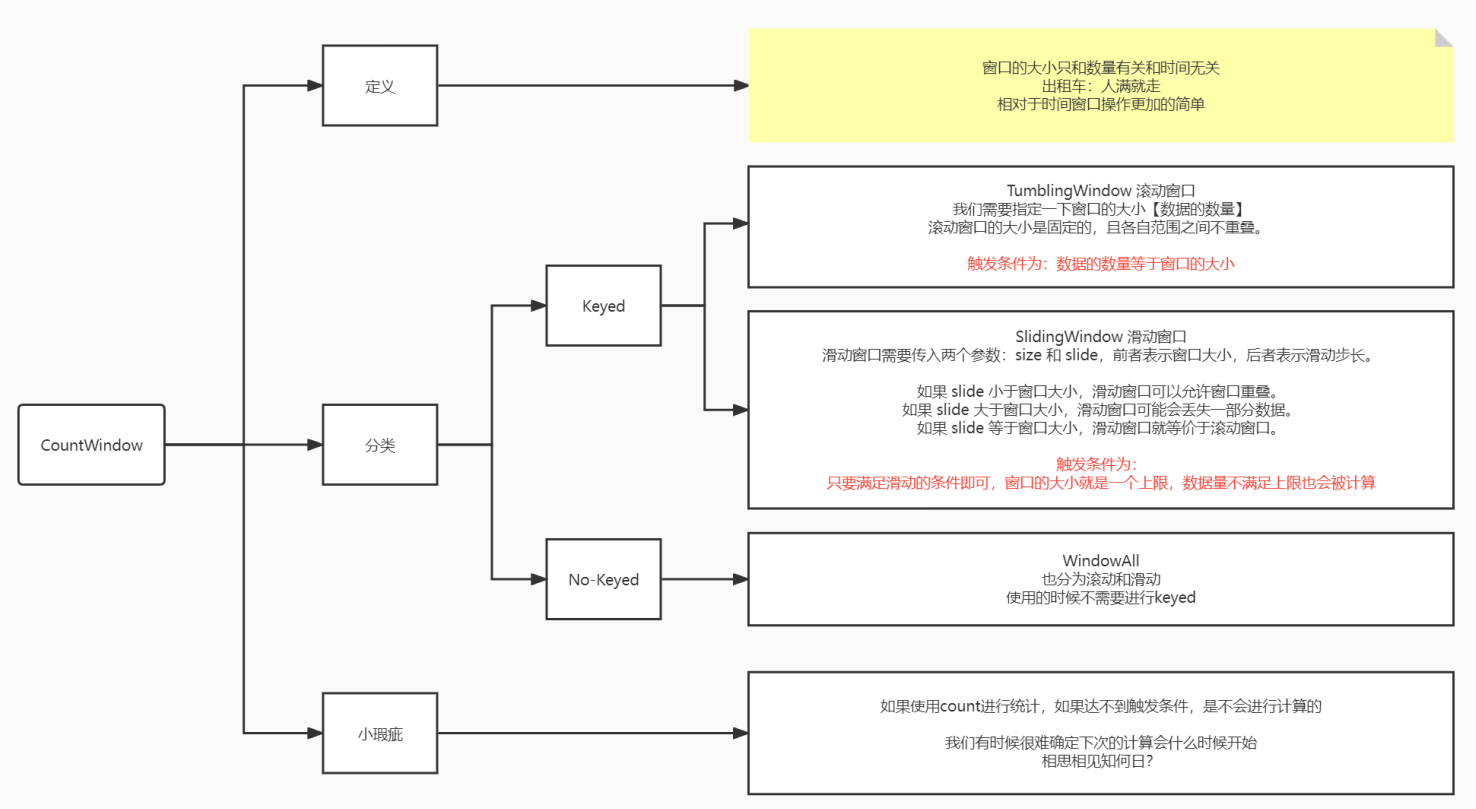 CountWindow
定义
窗口的大小只和数量有关和时间无关
出租车：人满就走
相对于时间窗口操作更加的简单
分类
Keyed
TumblingWindow 滚动窗口
我们需要指定一下窗口的大小【数据的数量】
滚动窗口的大小是固定的，且各自范围之间不重叠。
触发条件为：数据的数量等于窗口的大小
SlidingWindow 滑动窗口
滑动窗口需要传入两个参数：size 和 slide，前者表示窗口大小，后者表示滑动步长。
如果 slide 小于窗口大小，滑动窗口可以允许窗口重叠。
如果 slide 大于窗口大小，滑动窗口可能会丢失一部分数据。
如果 slide 等于窗口大小，滑动窗口就等价于滚动窗口。
触发条件为：
只要满足滑动的条件即可，窗口的大小就是一个上限，数据量不满足上限也会被计算
No-Keyed
WindowAll
也分为滚动和滑动
使用的时候不需要进行keyed
小瑕疵
如果使用count进行统计，如果达不到触发条件，是不会进行计算的
我们有时候很难确定下次的计算会什么时候开始
相思相见知何日？